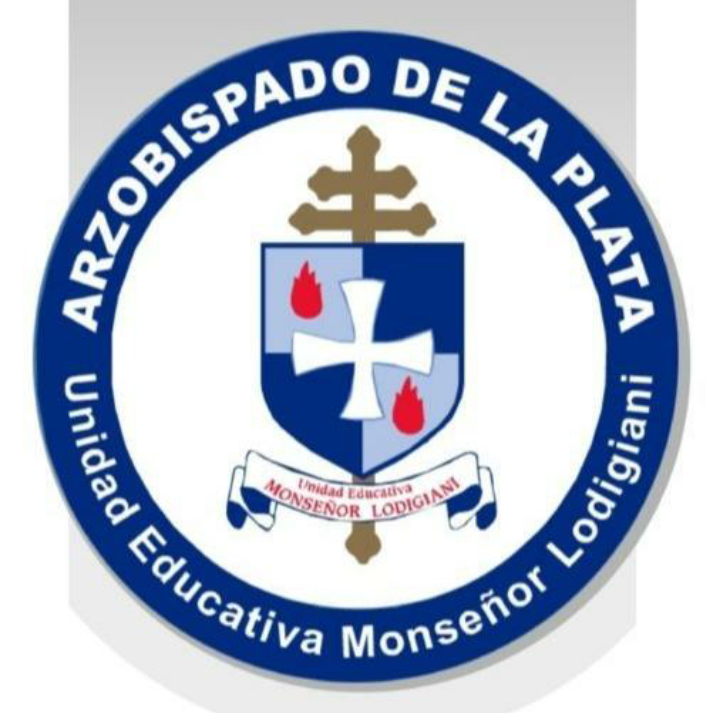 ARZOBISPADO DE LA PLATA
Unidad Educativa
MONSEÑOR LODIGIANI
Unidad Educativa Monseñor Lodigiani